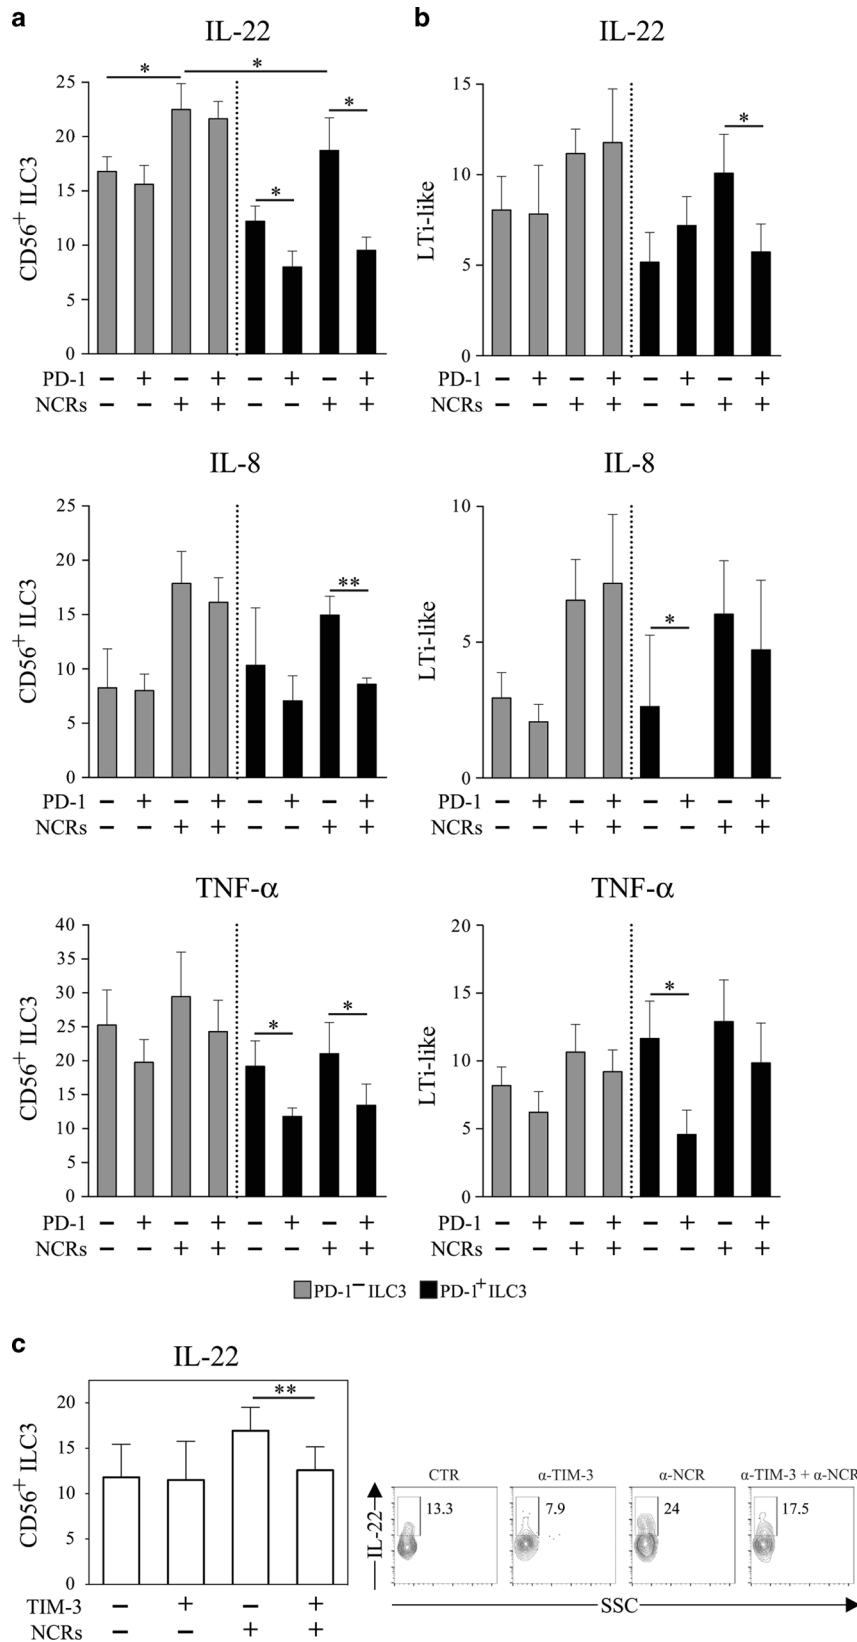 a
IL-22
CD56+ ILC3
25
20
15
10
5
0
PD-1 − + − + − + − +
NCRs − − + + − − + +
* * * *
b
IL-22
LTi-like
15
10
5
0
PD-1 − + − + − + − +
NCRs − − + + − − + +
*
IL-8
CD56+ ILC3
25
20
15
10
5
0
PD-1 − + − + − + − +
NCRs − − + + − − + +
**
IL-8
LTi-like
10
5
0
PD-1 − + − + − + − +
NCRs − − + + − − + +
*
TNF-α
CD56+ ILC3
40
35
30
25
20
15
10
5
0
PD-1 − + − + − + − +
NCRs − − + + − − + +
* *
TNF-α
LTi-like
20
15
10
5
0
PD-1 − + − + − + − +
NCRs − − + + − − + +
*
PD-1− ILC3 PD-1+ ILC3
c
IL-22
CD56+ ILC3
20
15
10
5
0
TIM-3 − + − +
NCRs − − + +
**
CTR α-TIM-3 α-NCR α-TIM-3 + α-NCR
13.3 7.9 24 17.5
IL-22
SSC